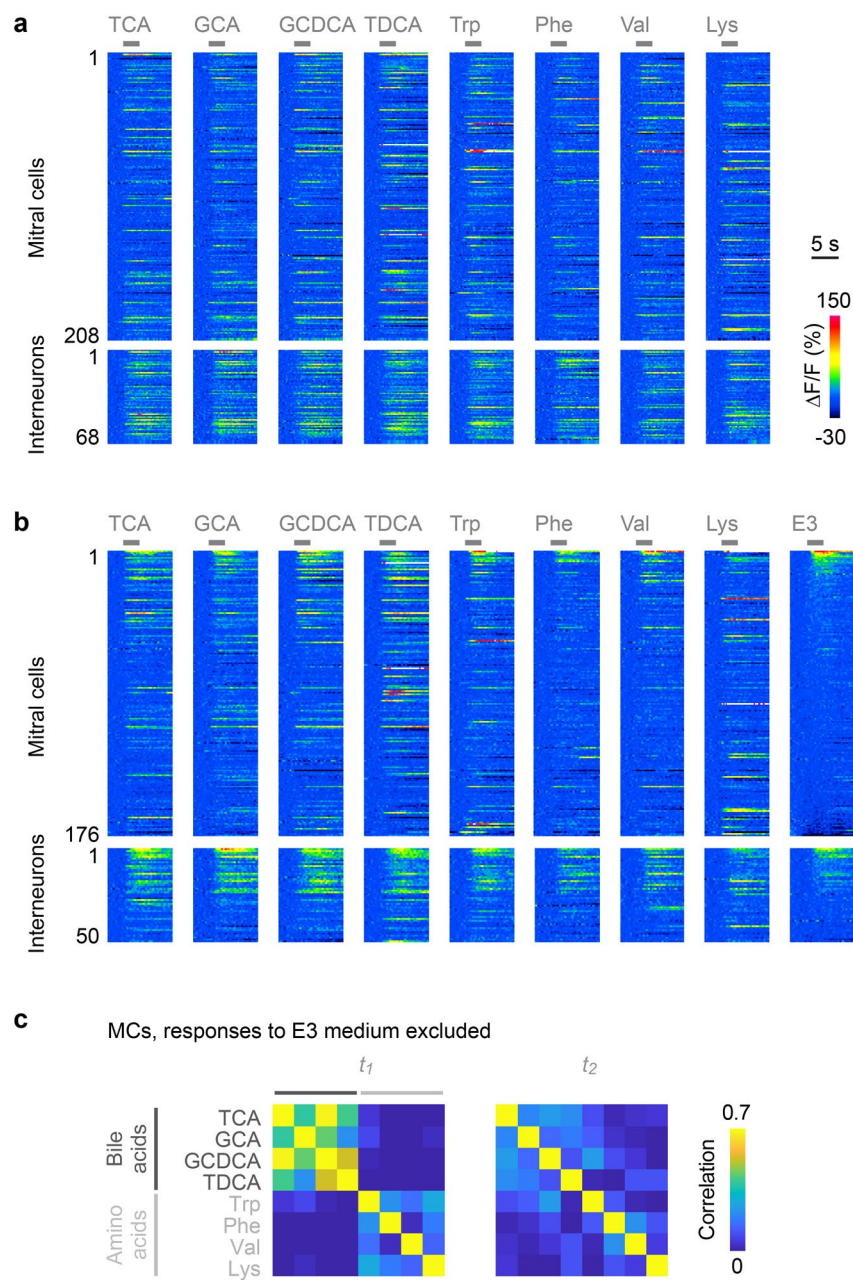 a
TCA GCA GCDCA TDCA Trp Phe Val Lys
1
Mitral cells
208
5 s
150
ΔF/F (%)
-30
1
Interneurons
68
b
TCA GCA GCDCA TDCA Trp Phe Val Lys E3
1
Mitral cells
176
1
Interneurons
50
c
MCs, responses to E3 medium excluded
t1 t2
Bile acids
TCA
GCA
GCDCA
TDCA
Amino acids
Trp
Phe
Val
Lys
0.7
Correlation
0